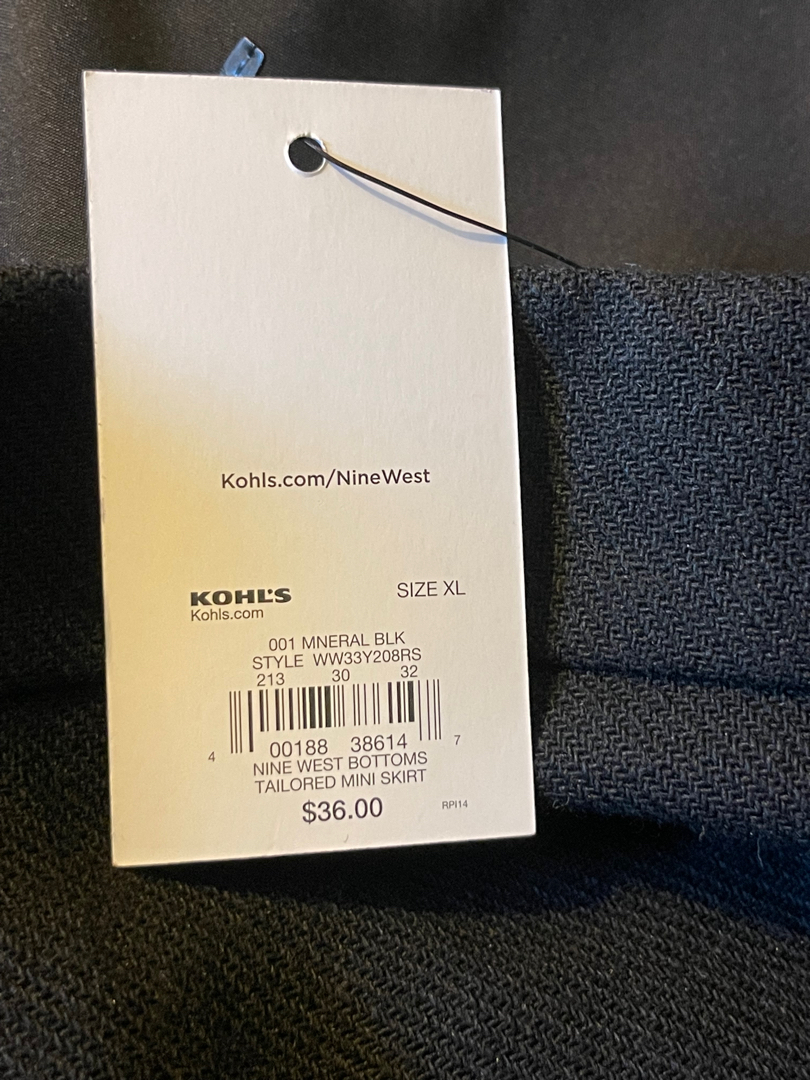 Kohls.com/NineWest
KOHL'S
SIZE XL
Kohls.com
001 MNERAL BLK
STYLE WW33Y208RS
213 30 32
4 00188 38614 7
NINE WEST BOTTOMS
TAILORED MINI SKIRT
$36.00
RPI14